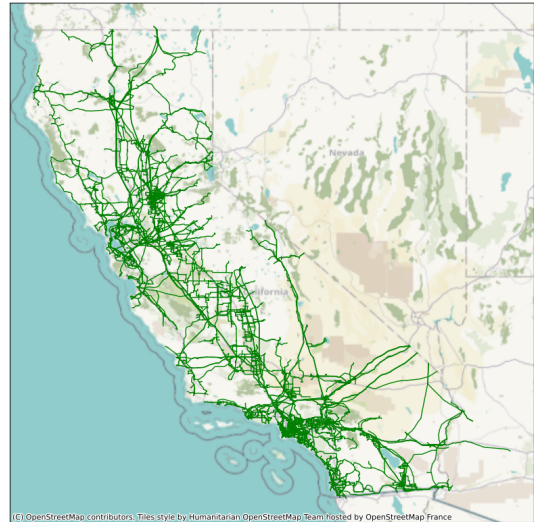 Nevada
California
(C) OpenStreetMap contributors. Tiles style by Humanitarian OpenStreetMap Team hosted by OpenStreetMap France